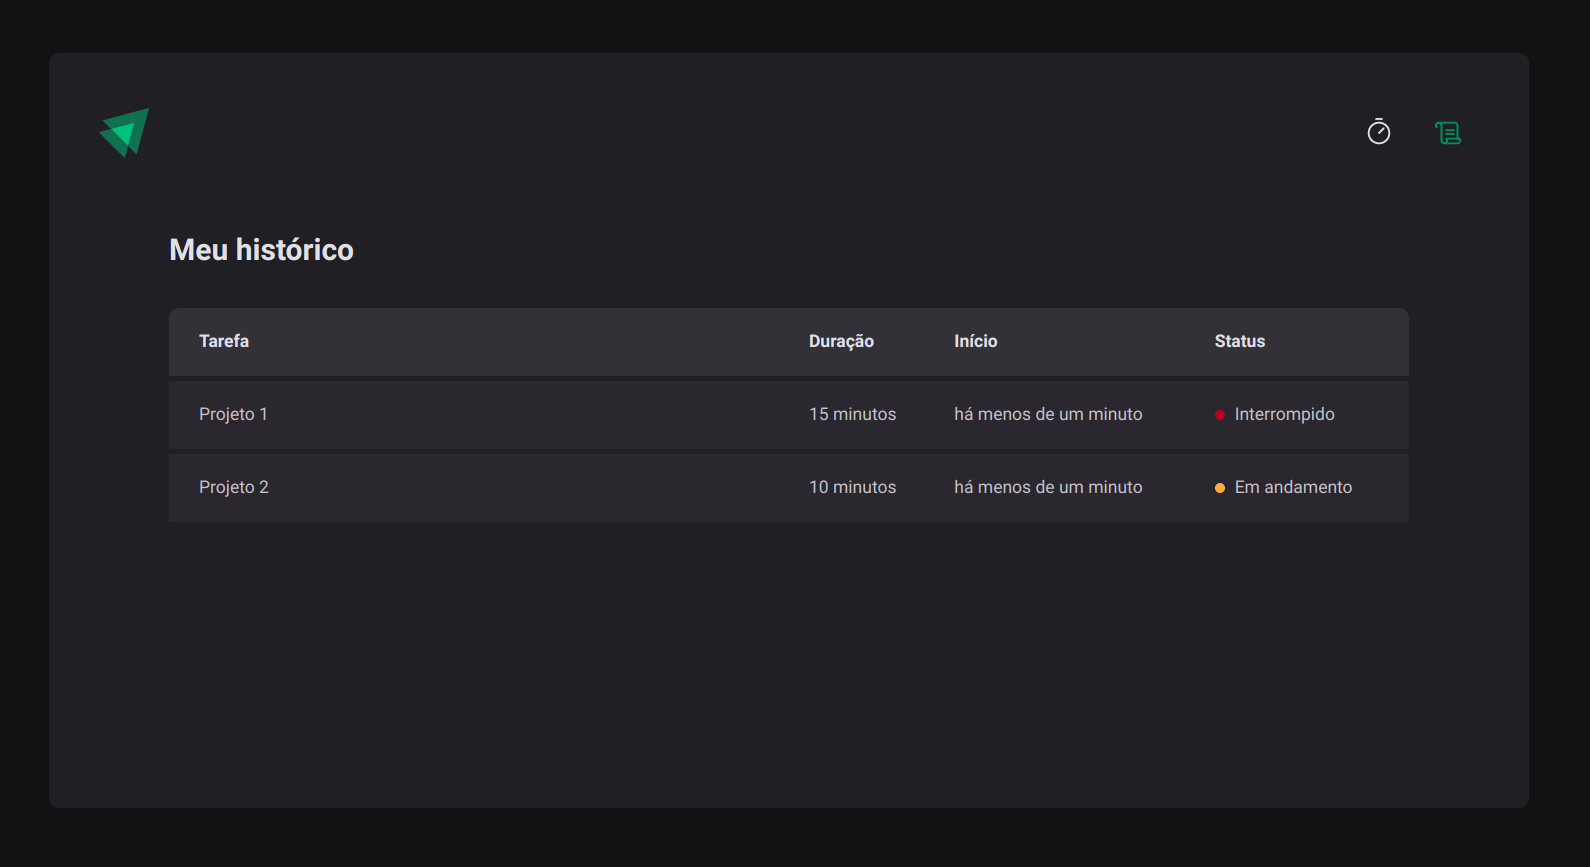 Meu histórico
Tarefa Duração Início Status
Projeto 1 15 minutos há menos de um minuto Interrompido
Projeto 2 10 minutos há menos de um minuto Em andamento